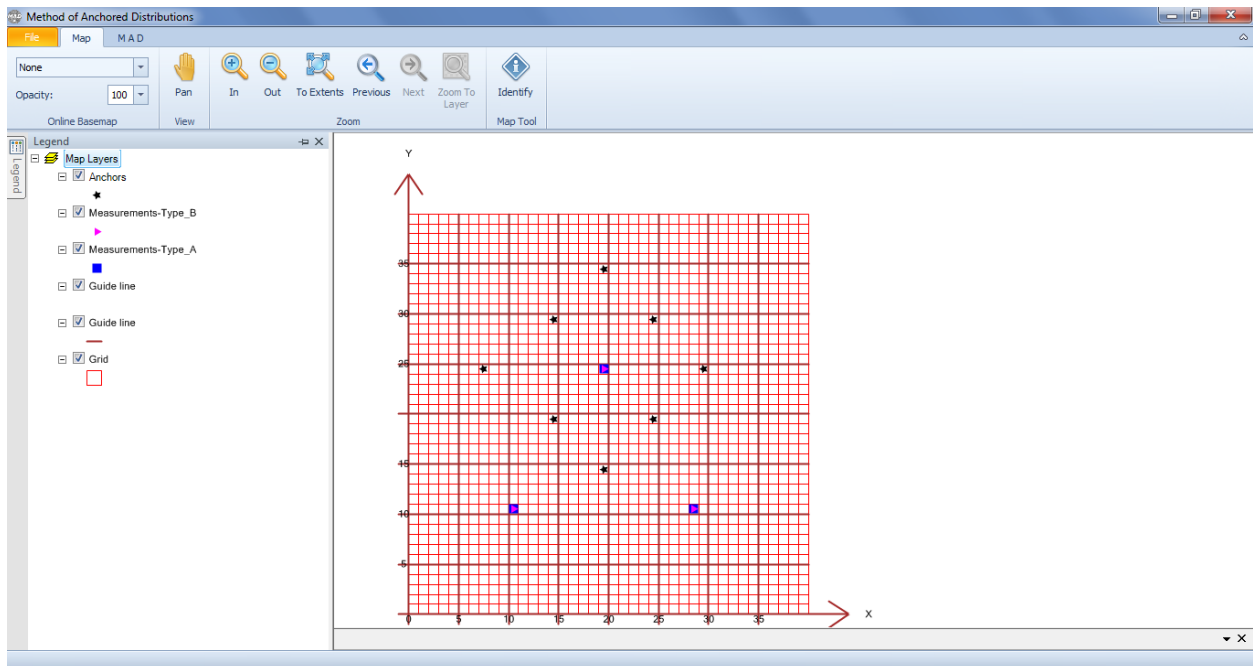 Method of Anchored Distributions
File Map M A D
None
Opacity: 100
Pan In Out To Extents Previous Next Zoom To Layer Identify
Online Basemap View Zoom Map Tool
Legend
Legend
Map Layers
Anchors
Measurements-Type_B
Measurements-Type_A
Guide line
Guide line
Grid
Y
35
30
25
15
10
5
0 5 10 15 20 25 30 35
X